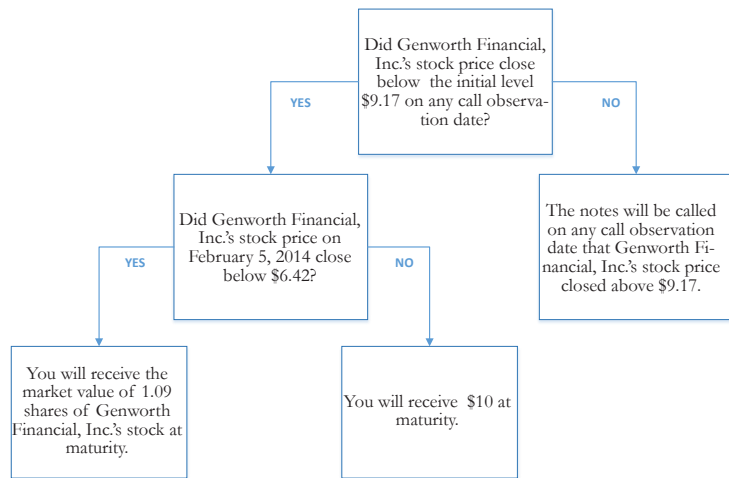 Did Genworth Financial,
Inc.'s stock price close
below the initial level
$9.17 on any call observa-
tion date?
YES
NO
Did Genworth Financial,
Inc.'s stock price on
February 5, 2014 close
below $6.42?
The notes will be called
on any call observation
date that Genworth Fi-
nancial, Inc.'s stock price
closed above $9.17.
YES
NO
You will receive the
market value of 1.09
shares of Genworth
Financial, Inc.'s stock at
maturity.
You will receive $10 at
maturity.